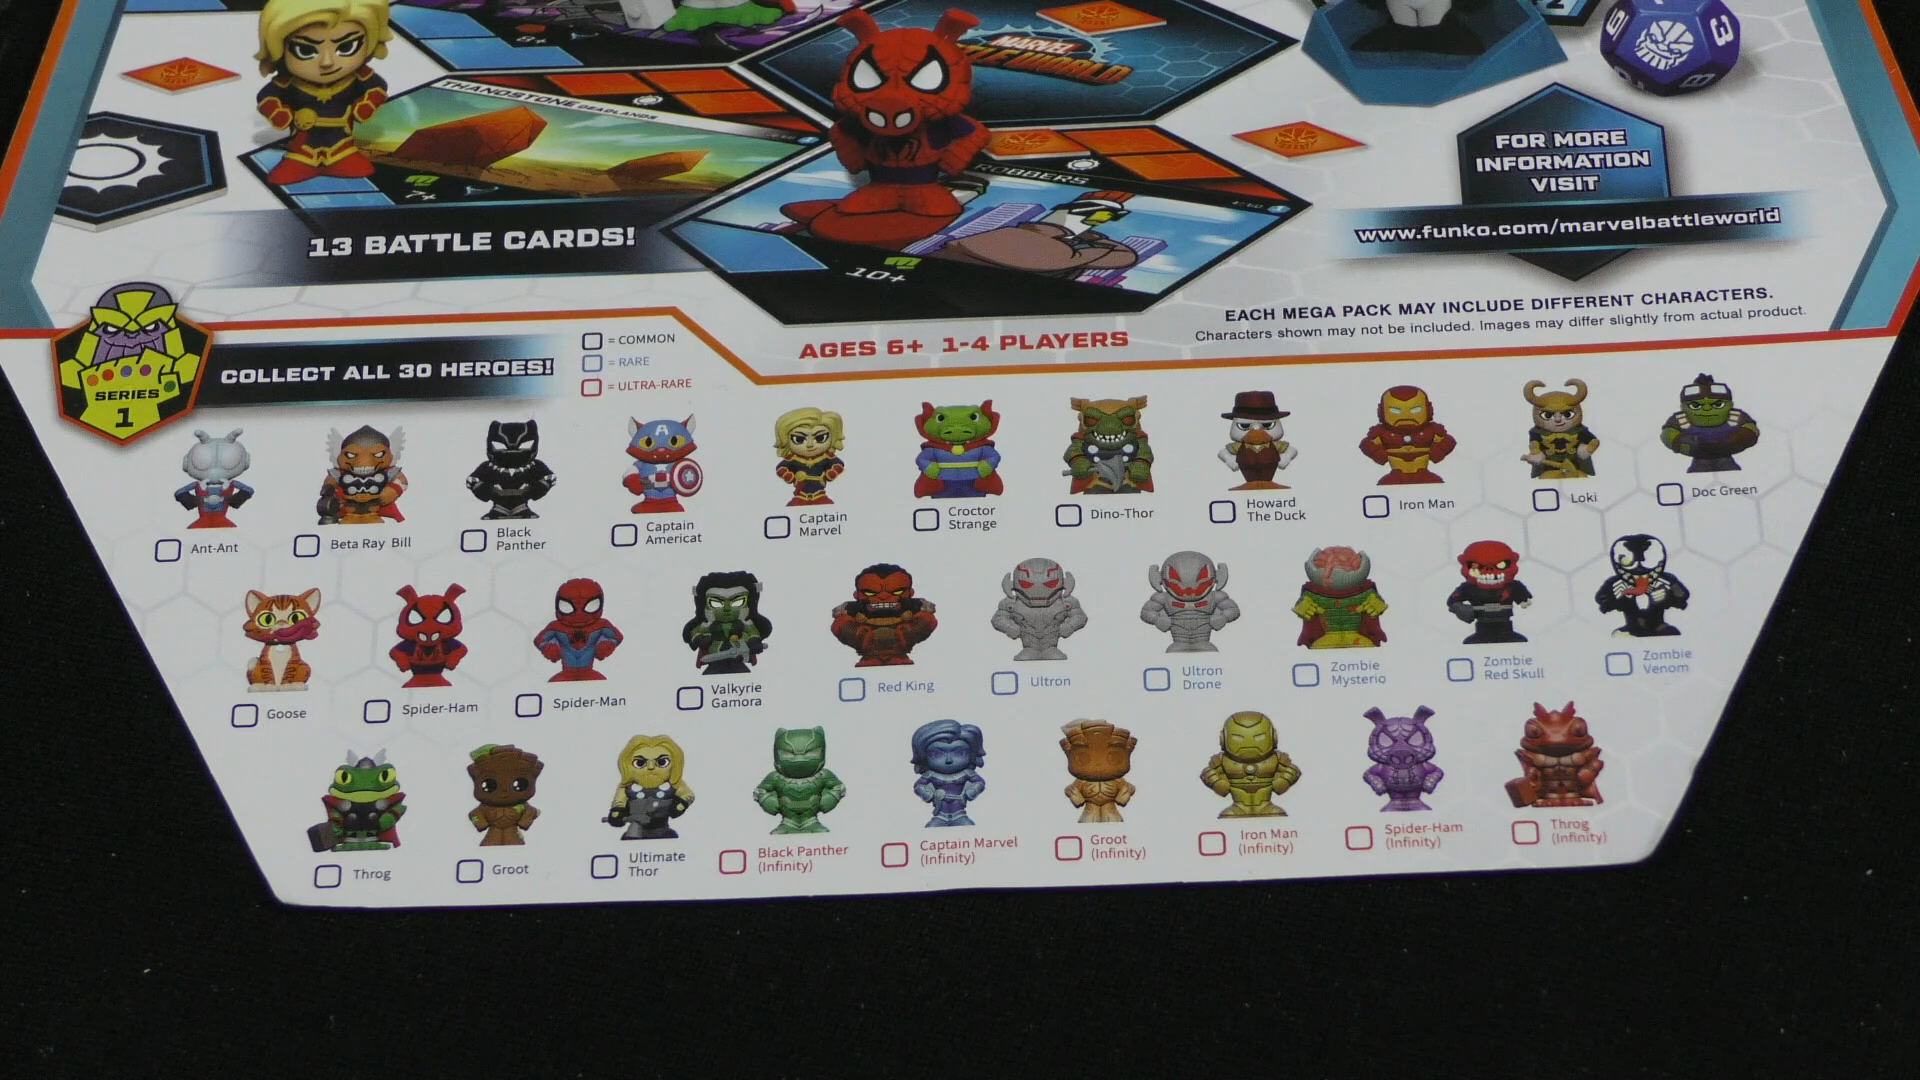 MARVEL
THANOSTONE DEADLANDS
7+
ROBBERS
10+
8+
3
FOR MORE
INFORMATION
VISIT
www.funko.com/marvelbattleworld
13 BATTLE CARDS!
EACH MEGA PACK MAY INCLUDE DIFFERENT CHARACTERS.
Characters shown may not be included. Images may differ slightly from actual product.
AGES 6+ 1-4 PLAYERS
SERIES
1
COLLECT ALL 30 HEROES!
= COMMON
= RARE
= ULTRA-RARE
A
Ant-Ant
Beta Ray Bill
Black
Panther
Captain
Americat
Captain
Marvel
Croctor
Strange
Dino-Thor
Howard
The Duck
Iron Man
Loki
Doc Green
Goose
Spider-Ham
Spider-Man
Valkyrie
Gamora
Red King
Ultron
Ultron
Drone
Zombie
Mysterio
Zombie
Red Skull
Zombie
Venom
Throg
Groot
Ultimate
Thor
Black Panther
(Infinity)
Captain Marvel
(Infinity)
Groot
(Infinity)
Iron Man
(Infinity)
Spider-Ham
(Infinity)
Throg
(Infinity)